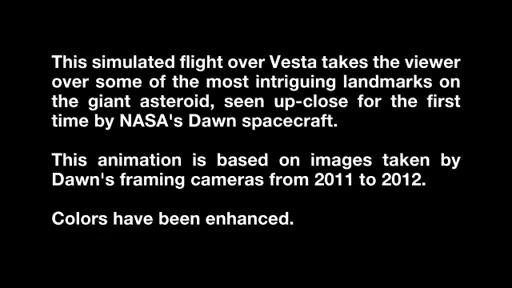 This simulated flight over Vesta takes the viewer
over some of the most intriguing landmarks on
the giant asteroid, seen up-close for the first
time by NASA's Dawn spacecraft.
This animation is based on images taken by
Dawn's framing cameras from 2011 to 2012.
Colors have been enhanced.